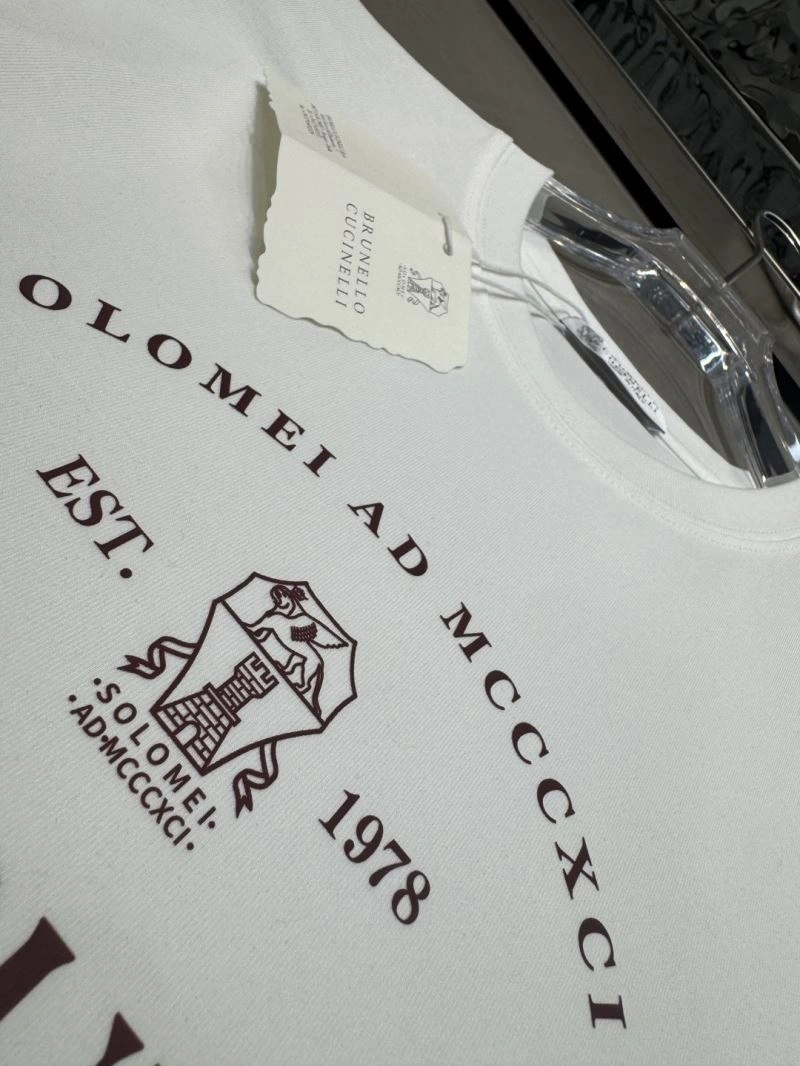 BRUNELLO
CUCINELLI
OLOMEI AD MCCCXCI
EST.
·SOLOMEI·
·AD·MCCCXCI·
1978